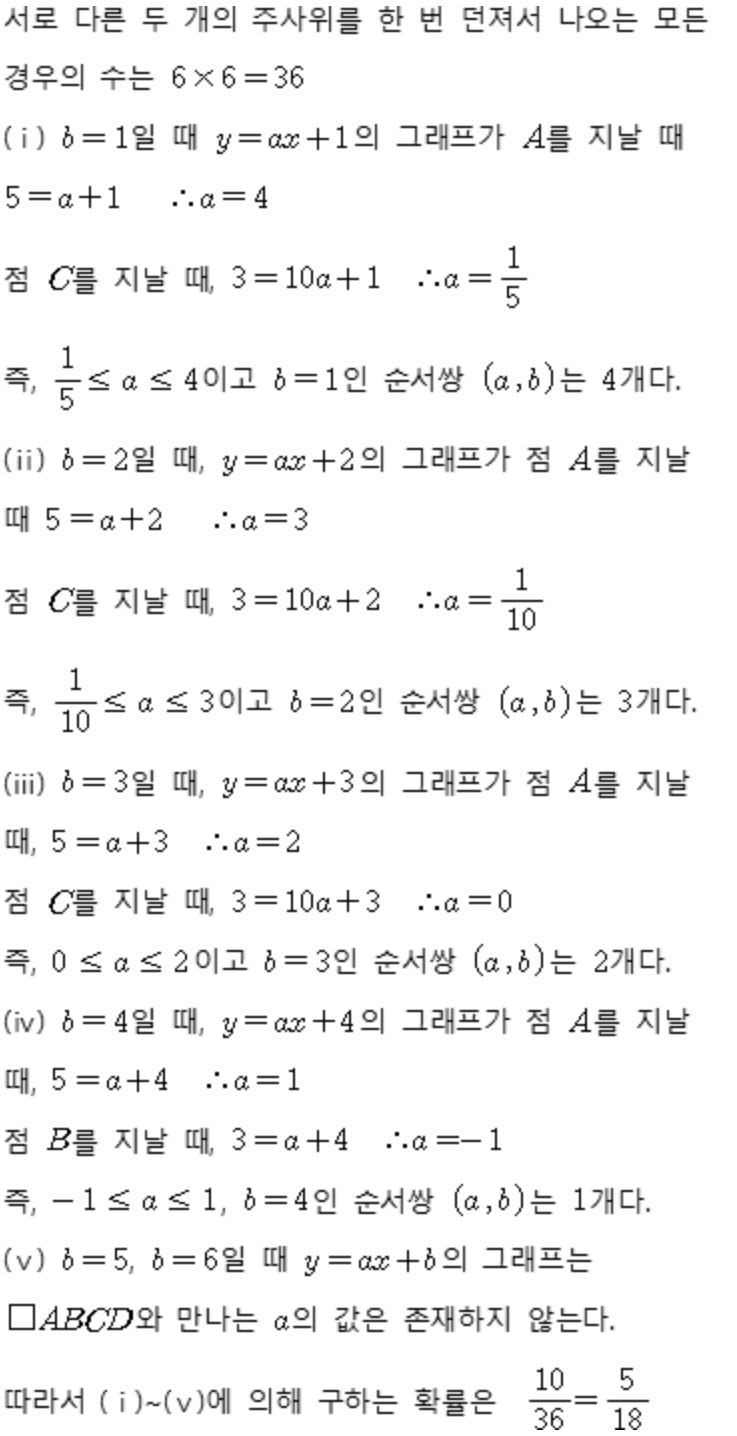 서로 다른 두 개의 주사위를 한 번 던져서 나오는 모든
경우의 수는 6×6=36
(ⅰ) b=1일 때 y=ax+1의 그래프가 A를 지날 때
5=a+1 ∴a=4
점 C를 지날 때, 3=10a+1 ∴a=1/5
즉, 1/5≤a≤4이고 b=1인 순서쌍 (a,b)는 4개다.
(ⅱ) b=2일 때, y=ax+2의 그래프가 점 A를 지날
때 5=a+2 ∴a=3
점 C를 지날 때, 3=10a+2 ∴a=1/10
즉, 1/10≤a≤3이고 b=2인 순서쌍 (a,b)는 3개다.
(ⅲ) b=3일 때, y=ax+3의 그래프가 점 A를 지날
때, 5=a+3 ∴a=2
점 C를 지날 때, 3=10a+3 ∴a=0
즉, 0≤a≤2이고 b=3인 순서쌍 (a,b)는 2개다.
(ⅳ) b=4일 때, y=ax+4의 그래프가 점 A를 지날
때, 5=a+4 ∴a=1
점 B를 지날 때, 3=a+4 ∴a=-1
즉, -1≤a≤1, b=4인 순서쌍 (a,b)는 1개다.
(ⅴ) b=5, b=6일 때 y=ax+b의 그래프는
□ABCD와 만나는 a의 값은 존재하지 않는다.
따라서 (ⅰ)~(ⅴ)에 의해 구하는 확률은 10/36=5/18